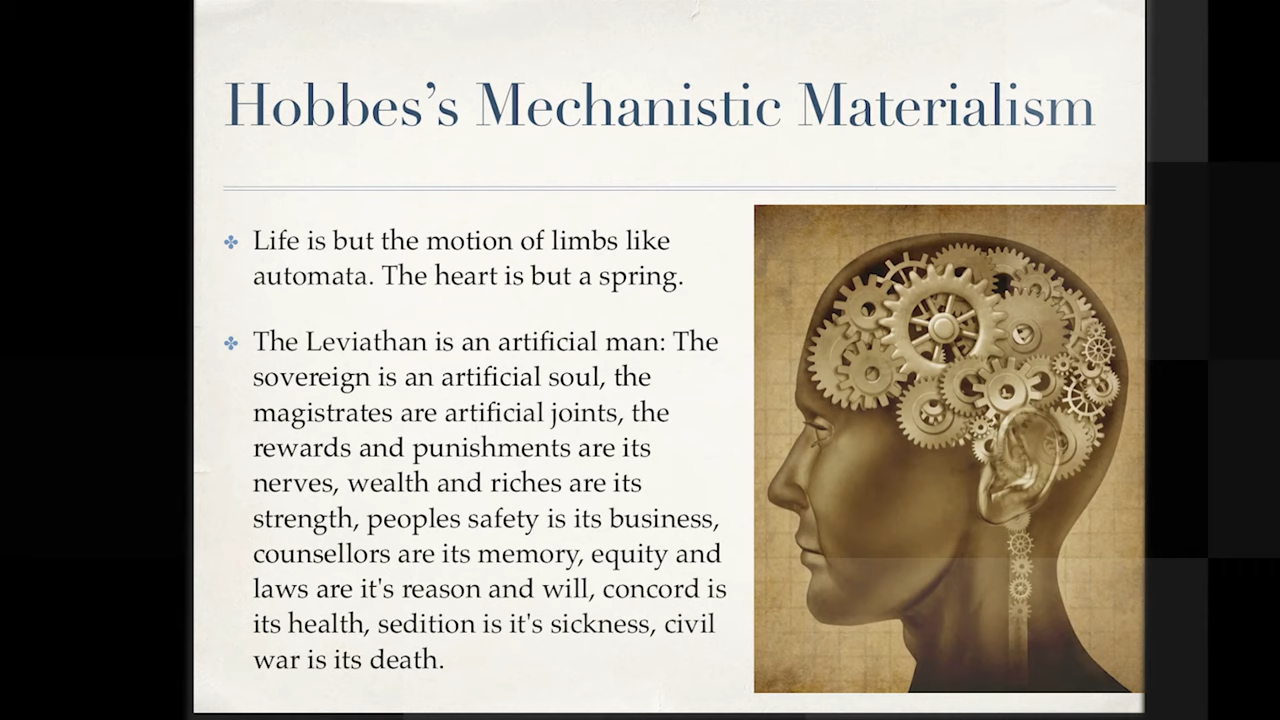 Hobbes’s Mechanistic Materialism
Life is but the motion of limbs like
automata. The heart is but a spring.
The Leviathan is an artificial man: The
sovereign is an artificial soul, the
magistrates are artificial joints, the
rewards and punishments are its
nerves, wealth and riches are its
strength, peoples safety is its business,
counsellors are its memory, equity and
laws are it's reason and will, concord is
its health, sedition is it's sickness, civil
war is its death.